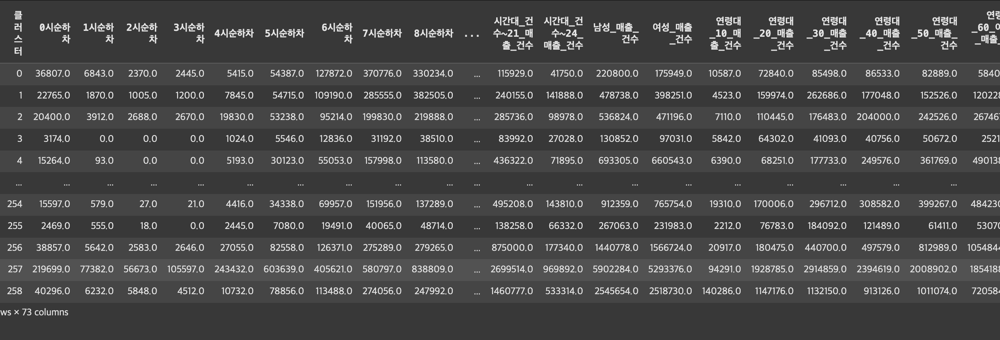 클러스터 0시순하차 1시순하차 2시순하차 3시순하차 4시순하차 5시순하차 6시순하차 7시순하차 8시순하차 ... 시간대_건수~21_매출_건수 시간대_건수~24_매출_건수 남성_매출_건수 여성_매출_건수 연령대_10_매출_건수 연령대_20_매출_건수 연령대_30_매출_건수 연령대_40_매출_건수 연령대_50_매출_건수
0 36807.0 6843.0 2370.0 2445.0 5415.0 54387.0 127872.0 370776.0 330234.0 ... 115929.0 41750.0 220800.0 175949.0 10587.0 72840.0 85498.0 86533.0 82889.0 5840
1 22765.0 1870.0 1005.0 1200.0 7845.0 54715.0 109190.0 285555.0 382505.0 ... 240155.0 141888.0 478738.0 398251.0 4523.0 159974.0 262686.0 177048.0 152526.0 120228
2 20400.0 3912.0 2688.0 2670.0 19830.0 53238.0 95214.0 199830.0 219888.0 ... 285736.0 98978.0 536824.0 471196.0 7110.0 110445.0 176483.0 204000.0 242526.0 267467
3 3174.0 0.0 0.0 0.0 1024.0 5546.0 12836.0 31192.0 38510.0 ... 83992.0 27028.0 130852.0 97031.0 5842.0 64302.0 41093.0 40756.0 50672.0 2521
4 15264.0 93.0 0.0 0.0 5193.0 30123.0 55053.0 157998.0 113580.0 ... 436322.0 71895.0 693305.0 660543.0 6390.0 68251.0 177733.0 249576.0 361769.0 490138
... ... ... ... ... ... ... ... ... ... ... ... ... ... ... ... ... ... ... ...
254 15597.0 579.0 27.0 21.0 4416.0 34338.0 69957.0 151956.0 137289.0 ... 495208.0 143810.0 912359.0 765754.0 19310.0 170006.0 296712.0 308582.0 399267.0 484230
255 2469.0 555.0 18.0 0.0 2445.0 7080.0 19491.0 40065.0 48714.0 ... 138258.0 66332.0 267063.0 231983.0 2212.0 76783.0 184092.0 121489.0 61411.0 53070
256 38857.0 5642.0 2583.0 2646.0 27055.0 82558.0 126371.0 275289.0 279265.0 ... 875000.0 177340.0 1440778.0 1566724.0 20917.0 180475.0 440700.0 497579.0 812989.0 1054844
257 219699.0 77382.0 56673.0 105597.0 243432.0 603639.0 405621.0 580797.0 838809.0 ... 2699514.0 969892.0 5902284.0 5293376.0 94291.0 1928785.0 2914859.0 2394619.0 2008902.0 1854188
258 40296.0 6232.0 5848.0 4512.0 10732.0 78856.0 113488.0 274056.0 247992.0 ... 1460777.0 533314.0 2545654.0 2518730.0 140286.0 1147176.0 1132150.0 913126.0 1011074.0 720584
ws × 73 columns